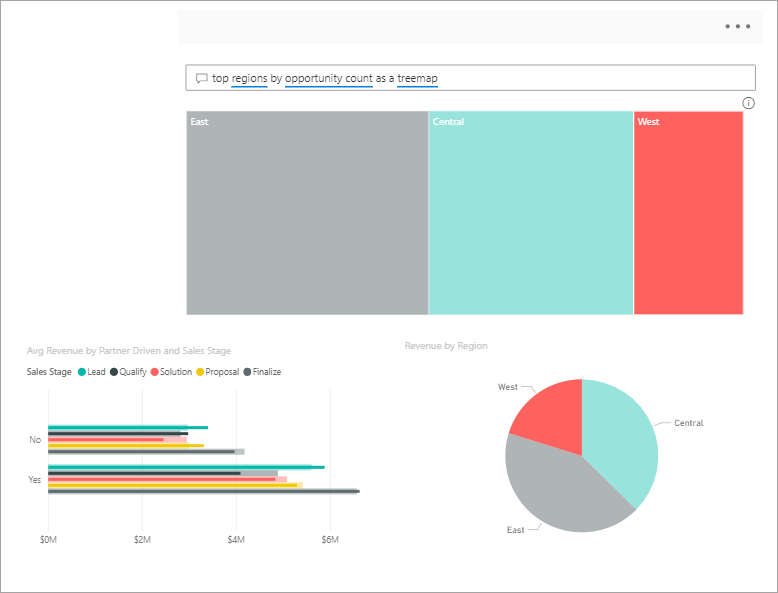 top regions by opportunity count as a treemap
East
Central
West
Avg Revenue by Partner Driven and Sales Stage
Sales Stage Lead Qualify Solution Proposal Finalize
No
Yes
$0M $2M $4M $6M
Revenue by Region
West
Central
East